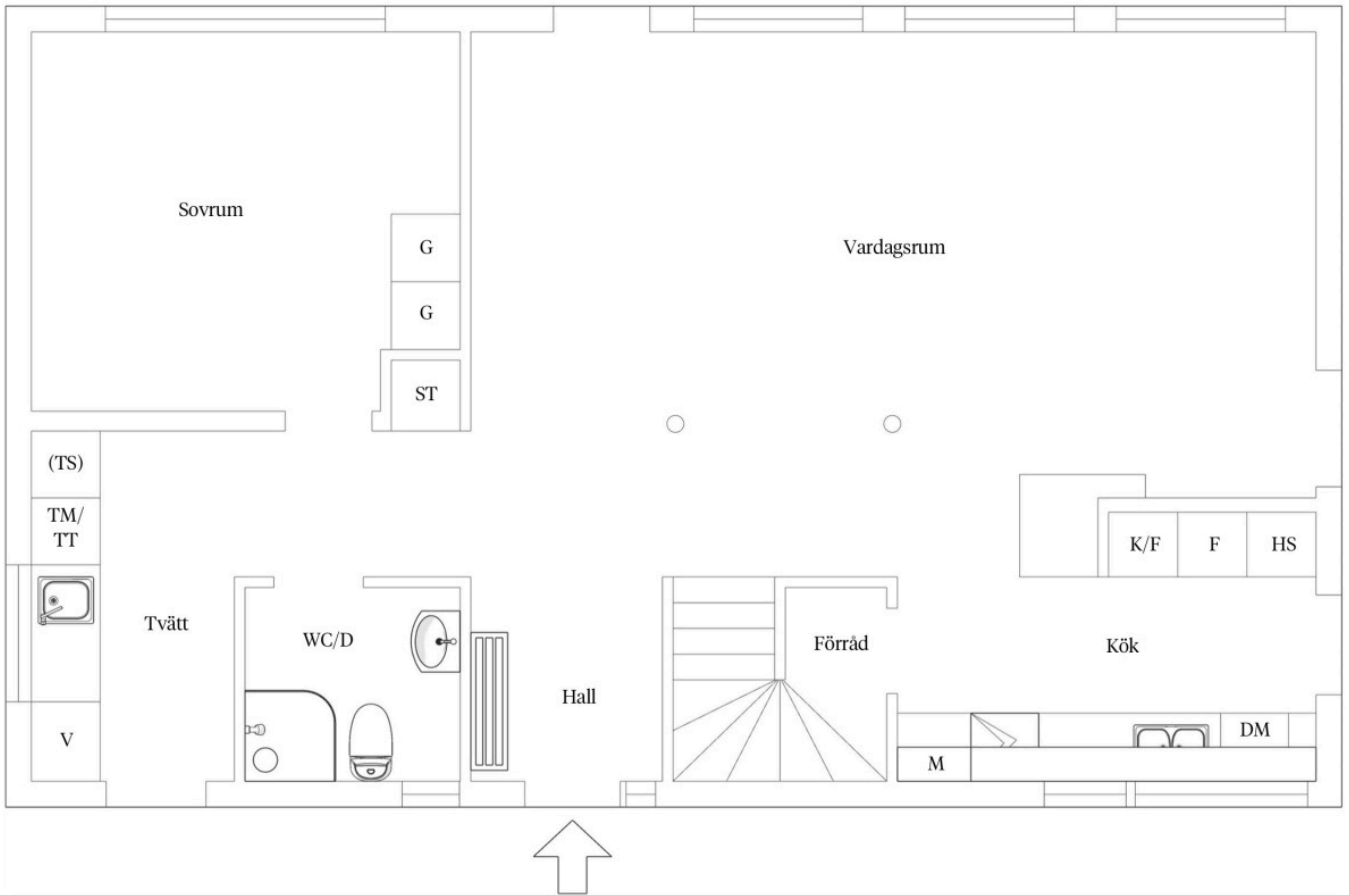 Sovrum
G
Vardagsrum
G
ST
(TS)
TM/
TT
K/F
F
HS
Tvätt
WC/D
Förråd
Kök
Hall
V
DM
M